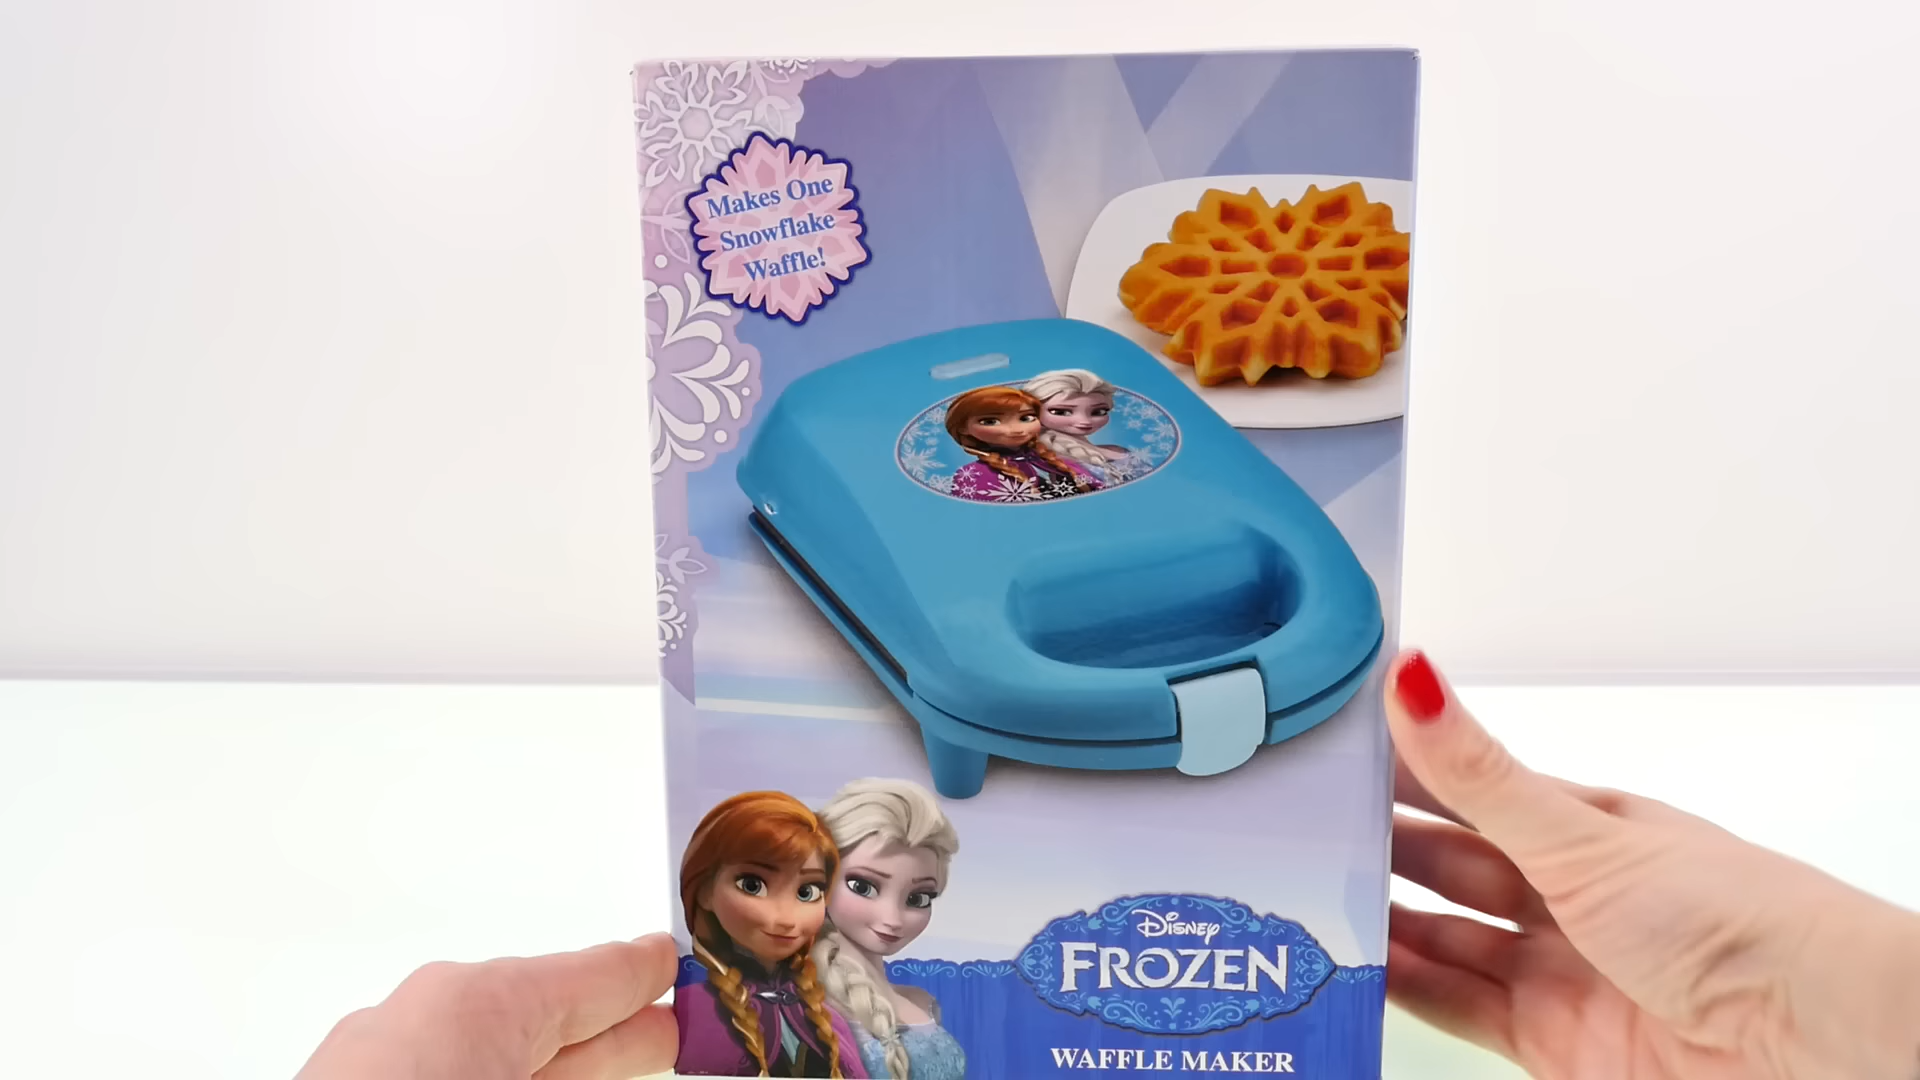 Makes One
Snowflake
Waffle!
Disney
FROZEN
WAFFLE MAKER